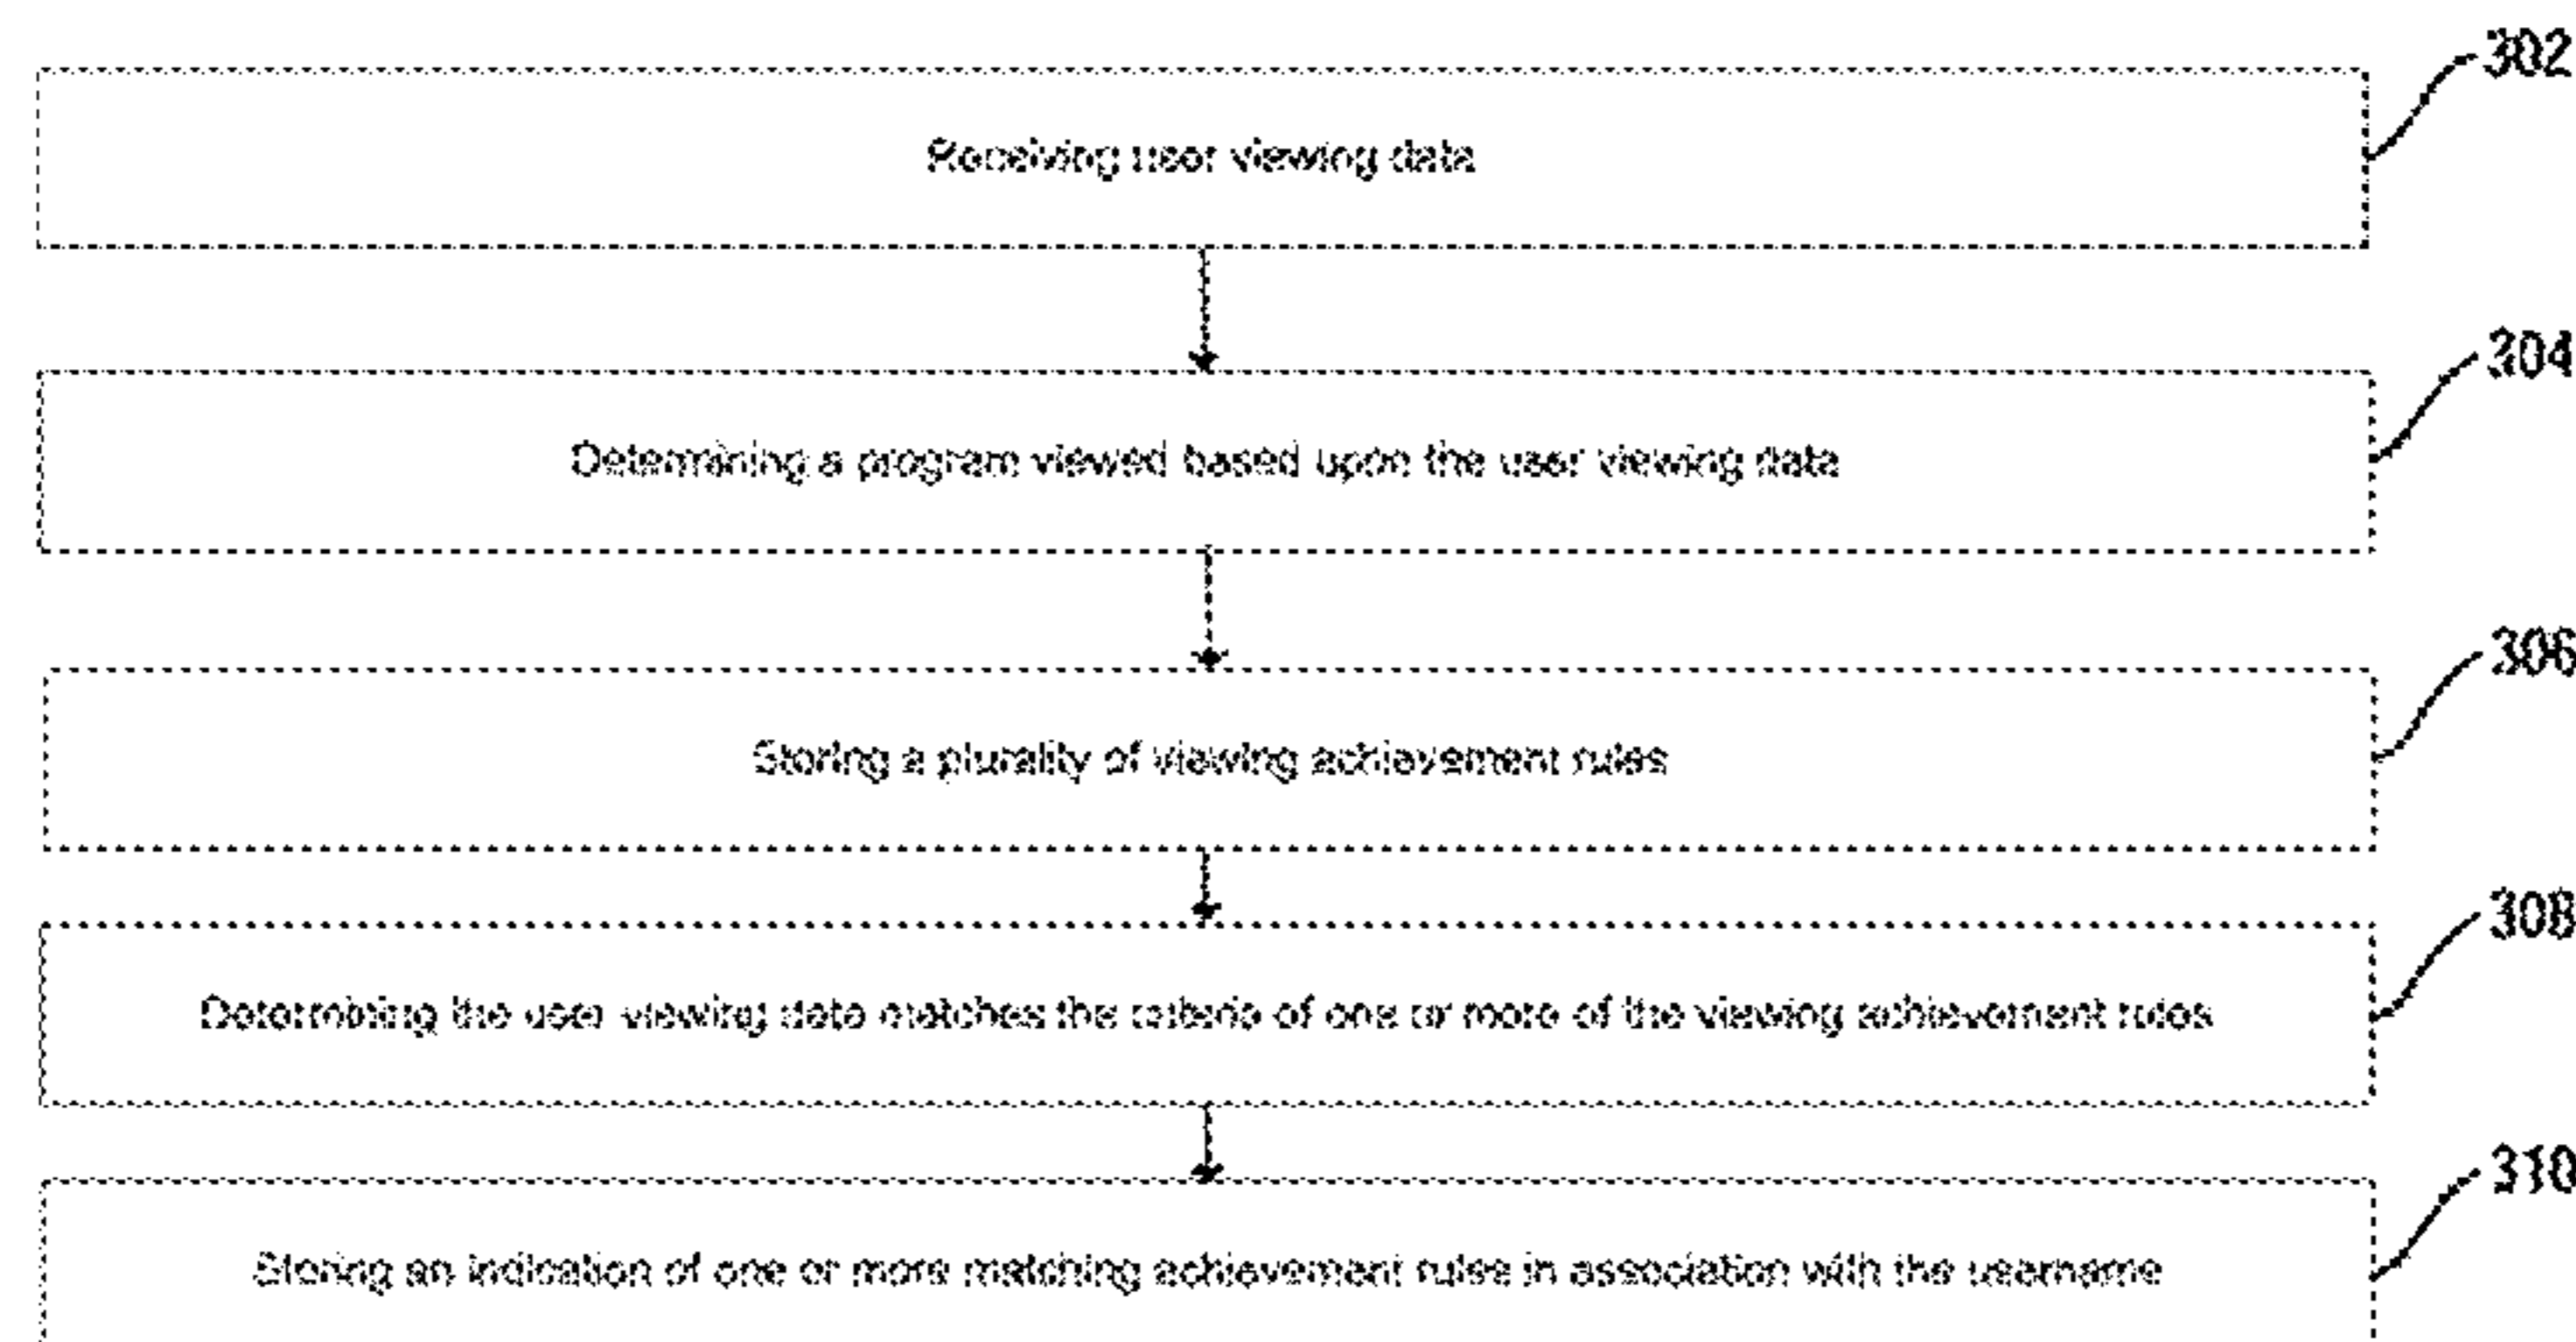 302
Receiving user viewing data
304
Determining a program viewed based upon the user viewing data
306
Storing a plurality of viewing achievement rules
308
Determining the user viewing data matches the criteria of one or more of the viewing achievement rules
310
Storing an indication of one or more matching achievement rules in association with the username